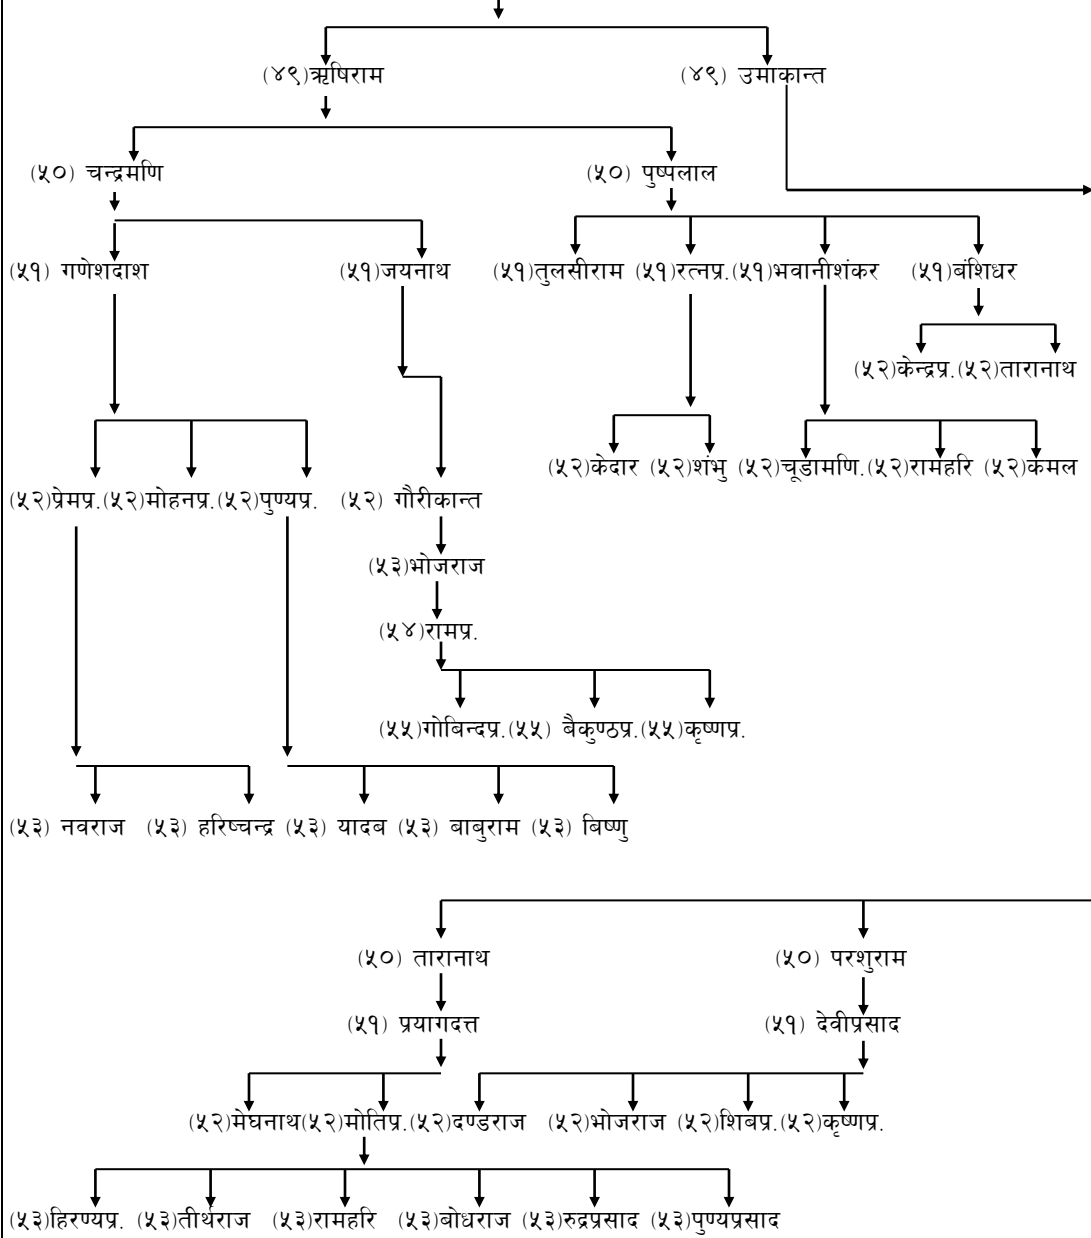 (४९)ऋषिराम (४९) उमाकान्त
(५०) चन्द्रमणि (५०) पुष्पलाल
(५१) गणेशदाश (५१)जयनाथ (५१)तुलसीराम (५१)रत्नप्र.(५१)भवानीशंकर (५१)बंशिधर
(५२)केन्द्रप्र.(५२)तारानाथ
(५२)केदार (५२)शंभु (५२)चूडामणि.(५२)रामहरि (५२)कमल
(५२)प्रेमप्र.(५२)मोहनप्र.(५२)पुण्यप्र. (५२) गौरीकान्त
(५३)भोजराज
(५४)रामप्र.
(५५)गोबिन्दप्र.(५५) बैकुण्ठप्र.(५५)कृष्णप्र.
(५३) नवराज (५३) हरिष्चन्द्र (५३) यादब (५३) बाबुराम (५३) बिष्णु
(५०) तारानाथ (५०) परशुराम
(५१) प्रयागदत्त (५१) देवीप्रसाद
(५२)मेघनाथ(५२)मोतिप्र.(५२)दण्डराज (५२)भोजराज (५२)शिबप्र.(५२)कृष्णप्र.
(५३)हिरण्यप्र. (५३)तीर्थराज (५३)रामहरि (५३)बोधराज (५३)रुद्रप्रसाद (५३)पुण्यप्रसाद